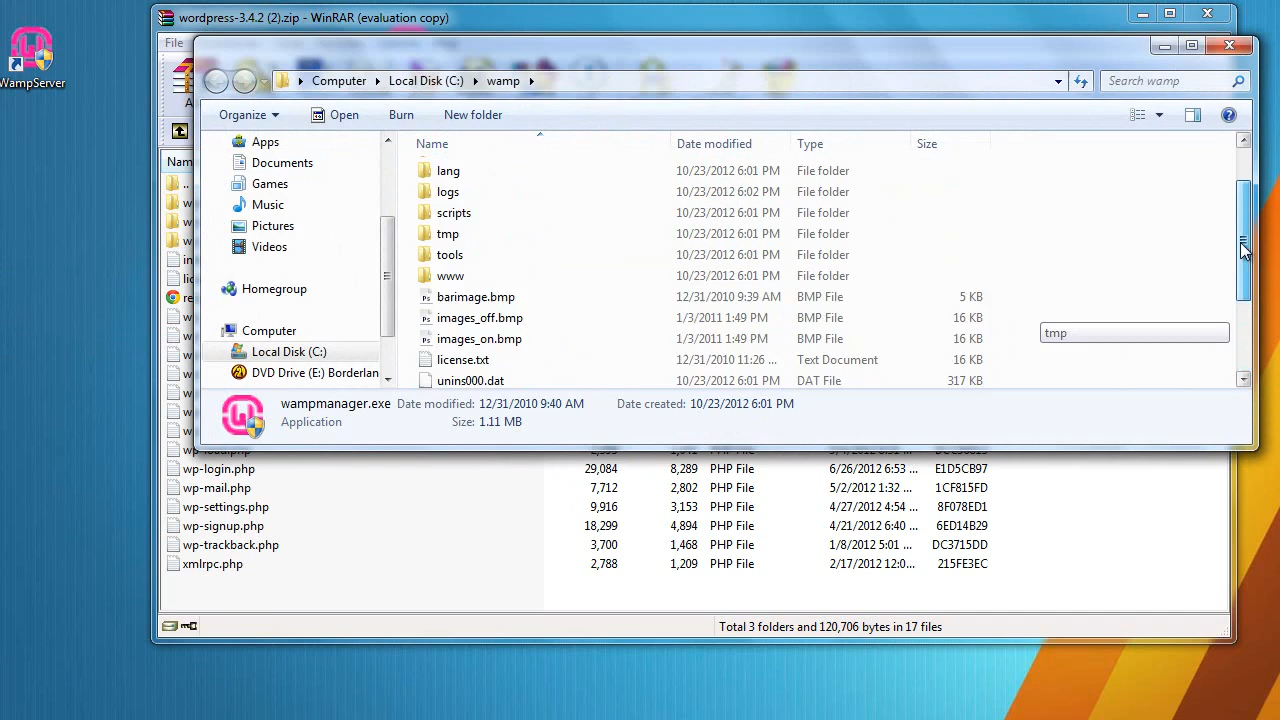 wordpress-3.4.2 (2).zip - WinRAR (evaluation copy)
File
WampServer
Computer Local Disk (C:) wamp
Search wamp
Organize Open Burn New folder
Name Date modified Type Size
Apps
Documents
Games
Music
Pictures
Videos
Homegroup
Computer
Local Disk (C:)
DVD Drive (E:) Borderlan
lang 10/23/2012 6:01 PM File folder
logs 10/23/2012 6:02 PM File folder
scripts 10/23/2012 6:01 PM File folder
tmp 10/23/2012 6:01 PM File folder
tools 10/23/2012 6:01 PM File folder
www 10/23/2012 6:01 PM File folder
barimage.bmp 12/31/2010 9:39 AM BMP File 5 KB
images_off.bmp 1/3/2011 1:49 PM BMP File 16 KB
images_on.bmp 1/3/2011 1:49 PM BMP File 16 KB
license.txt 12/31/2010 11:26 ... Text Document 16 KB
unins000.dat 10/23/2012 6:01 PM DAT File 317 KB
tmp
wampmanager.exe Date modified: 12/31/2010 9:40 AM Date created: 10/23/2012 6:01 PM
Application Size: 1.11 MB
Nam
..
wp-login.php 29,084 8,289 PHP File 6/26/2012 6:53 ... E1D5CB97
wp-mail.php 7,712 2,802 PHP File 5/2/2012 1:32 ... 1CF815FD
wp-settings.php 9,916 3,153 PHP File 4/27/2012 4:54 ... 8F078ED1
wp-signup.php 18,299 4,894 PHP File 4/21/2012 6:40 ... 6ED14B29
wp-trackback.php 3,700 1,468 PHP File 1/8/2012 5:01 ... DC3715DD
xmlrpc.php 2,788 1,209 PHP File 2/17/2012 12:0... 215FE3EC
Total 3 folders and 120,706 bytes in 17 files